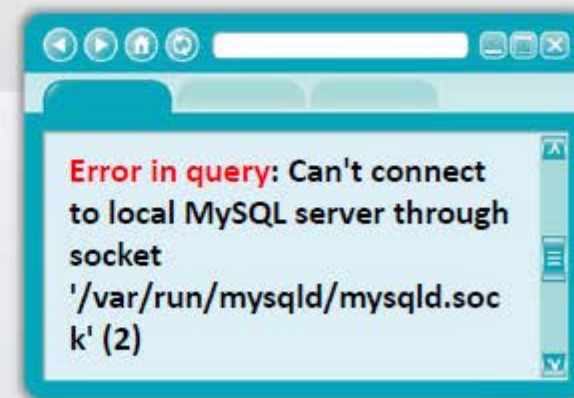 Error in query: Can't connect
to local MySQL server through
socket
'/var/run/mysqld/mysqld.soc
k' (2)